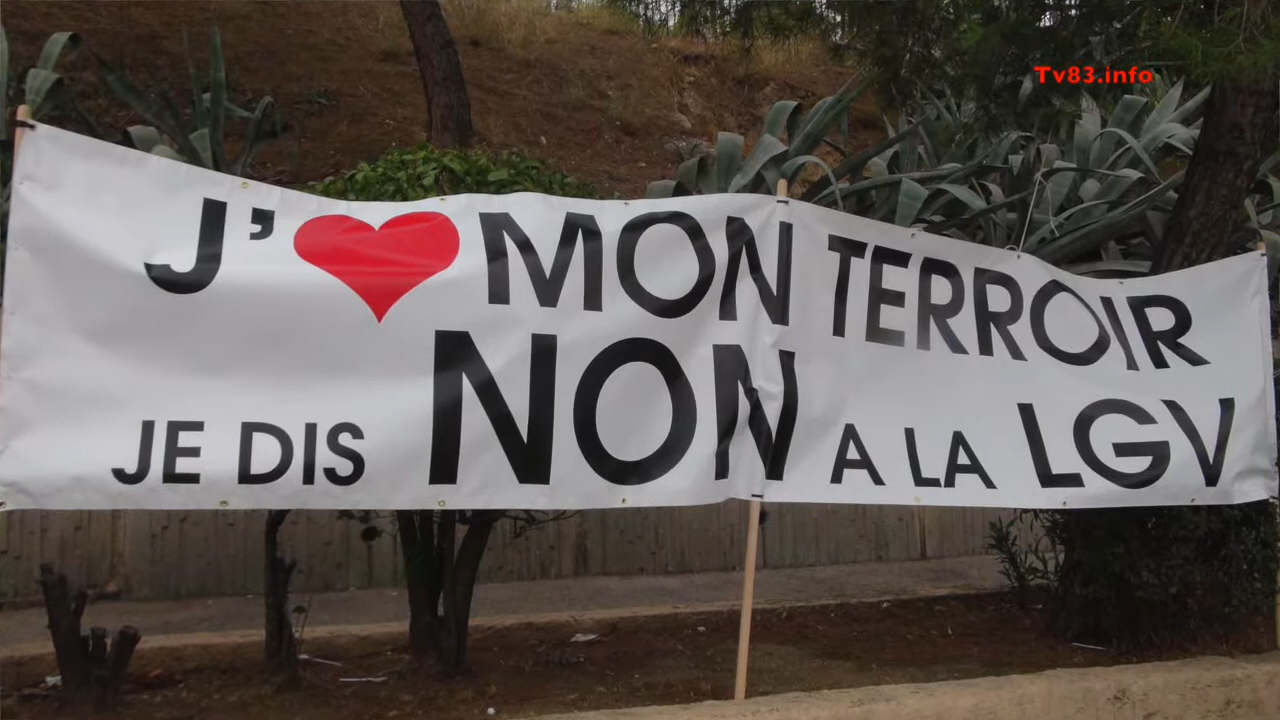 Tv83.info
J'❤ MON TERROIR
JE DIS NON A LA LGV